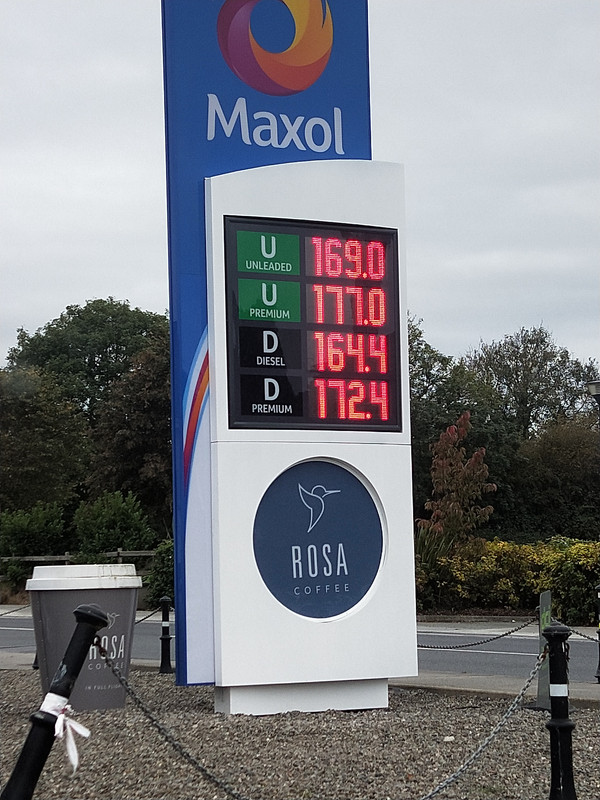 Maxol
U
UNLEADED
169.0
U
PREMIUM
177.0
D
DIESEL
164.4
D
PREMIUM
172.4
ROSA
COFFEE
ROSA